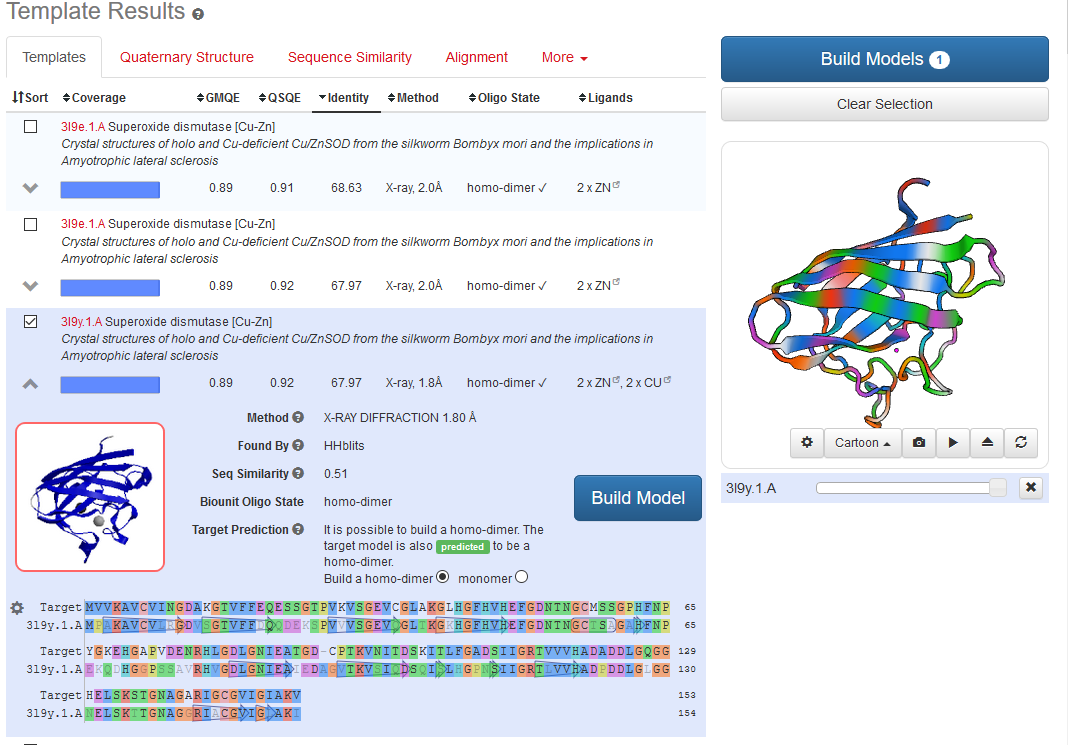 Template Results
Templates Quaternary Structure Sequence Similarity Alignment More
Build Models 1
Clear Selection
Sort Coverage GMQE QSQE Identity Method Oligo State Ligands
3l9e.1.A Superoxide dismutase [Cu-Zn]
Crystal structures of holo and Cu-deficient Cu/ZnSOD from the silkworm Bombyx mori and the implications in
Amyotrophic lateral sclerosis
0.89 0.91 68.63 X-ray, 2.0Å homo-dimer ✓ 2 x ZN
3l9e.1.A Superoxide dismutase [Cu-Zn]
Crystal structures of holo and Cu-deficient Cu/ZnSOD from the silkworm Bombyx mori and the implications in
Amyotrophic lateral sclerosis
0.89 0.92 67.97 X-ray, 2.0Å homo-dimer ✓ 2 x ZN
3l9y.1.A Superoxide dismutase [Cu-Zn]
Crystal structures of holo and Cu-deficient Cu/ZnSOD from the silkworm Bombyx mori and the implications in
Amyotrophic lateral sclerosis
0.89 0.92 67.97 X-ray, 1.8Å homo-dimer ✓ 2 x ZN, 2 x CU
Method X-RAY DIFFRACTION 1.80 Å
Found By HHblits
Seq Similarity 0.51
Biounit Oligo State homo-dimer
Target Prediction It is possible to build a homo-dimer. The
target model is also predicted to be a
homo-dimer.
Build a homo-dimer monomer
Build Model
Cartoon
3l9y.1.A
Target MVVKAVCVINGDAKGTVFFEQESSGTPVKVSGEVCGLAKGLHGFHVHEFGDNTNGCMSSGPHFNP 65
3l9y.1.A MPAKAVCVLRGDVSGTVFFDQQDEKSPVVVSGEVQGLTKGKHGFHVHEFGDNTNGCTSAGAHFNP 65
Target YGKEHGAPVDENRHLGDLGNIEATGD-CPTKVNITDSKITLFGADSIIGRTVVVHADADDLGQGG 129
3l9y.1.A EKQDHGGPSSAVRHVGDLGNIEAIEDAGVTKVSIQDSQISLHGPNSIIGRTLVVHADPDDLGLGG 130
Target HELSKSTGNAGARIGCGVIGIAKV 153
3l9y.1.A NELSKTTGNAGGRIACGVIGLAKI 154